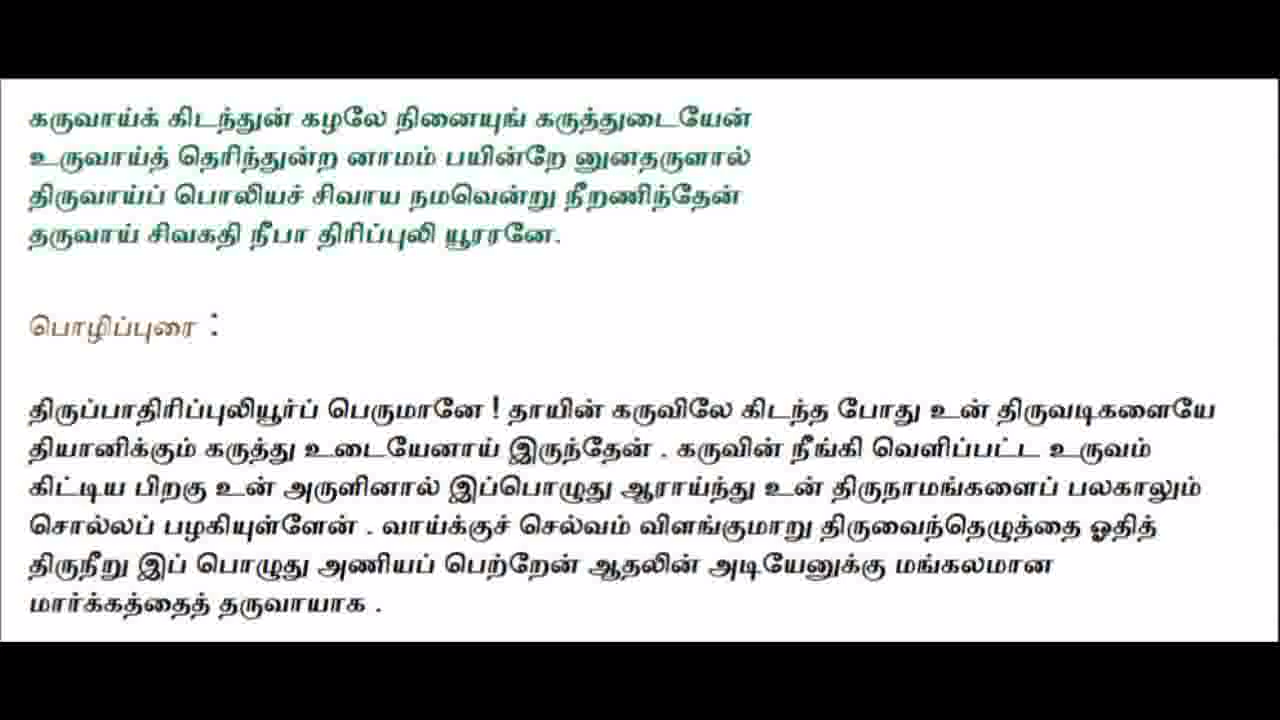 கருவாய்க் கிடந்துன் கழலே நினையுங் கருத்துடையேன்
உருவாய்த் தெரிந்துன்ற னாமம் பயின்றே னுனதருளால்
திருவாய்ப் பொலியச் சிவாய நமவென்று நீறணிந்தேன்
தருவாய் சிவகதி நீபா திரிப்புலி யூரரனே.
பொழிப்புரை :
திருப்பாதிரிப்புலியூர்ப் பெருமானே ! தாயின் கருவிலே கிடந்த போது உன் திருவடிகளையே
தியானிக்கும் கருத்து உடையேனாய் இருந்தேன் . கருவின் நீங்கி வெளிப்பட்ட உருவம்
கிட்டிய பிறகு உன் அருளினால் இப்பொழுது ஆராய்ந்து உன் திருநாமங்களைப் பலகாலும்
சொல்லப் பழகியுள்ளேன் . வாய்க்குச் செல்வம் விளங்குமாறு திருவைந்தெழுத்தை ஓதித்
திருநீறு இப் பொழுது அணியப் பெற்றேன் ஆதலின் அடியேனுக்கு மங்கலமான
மார்க்கத்தைத் தருவாயாக .